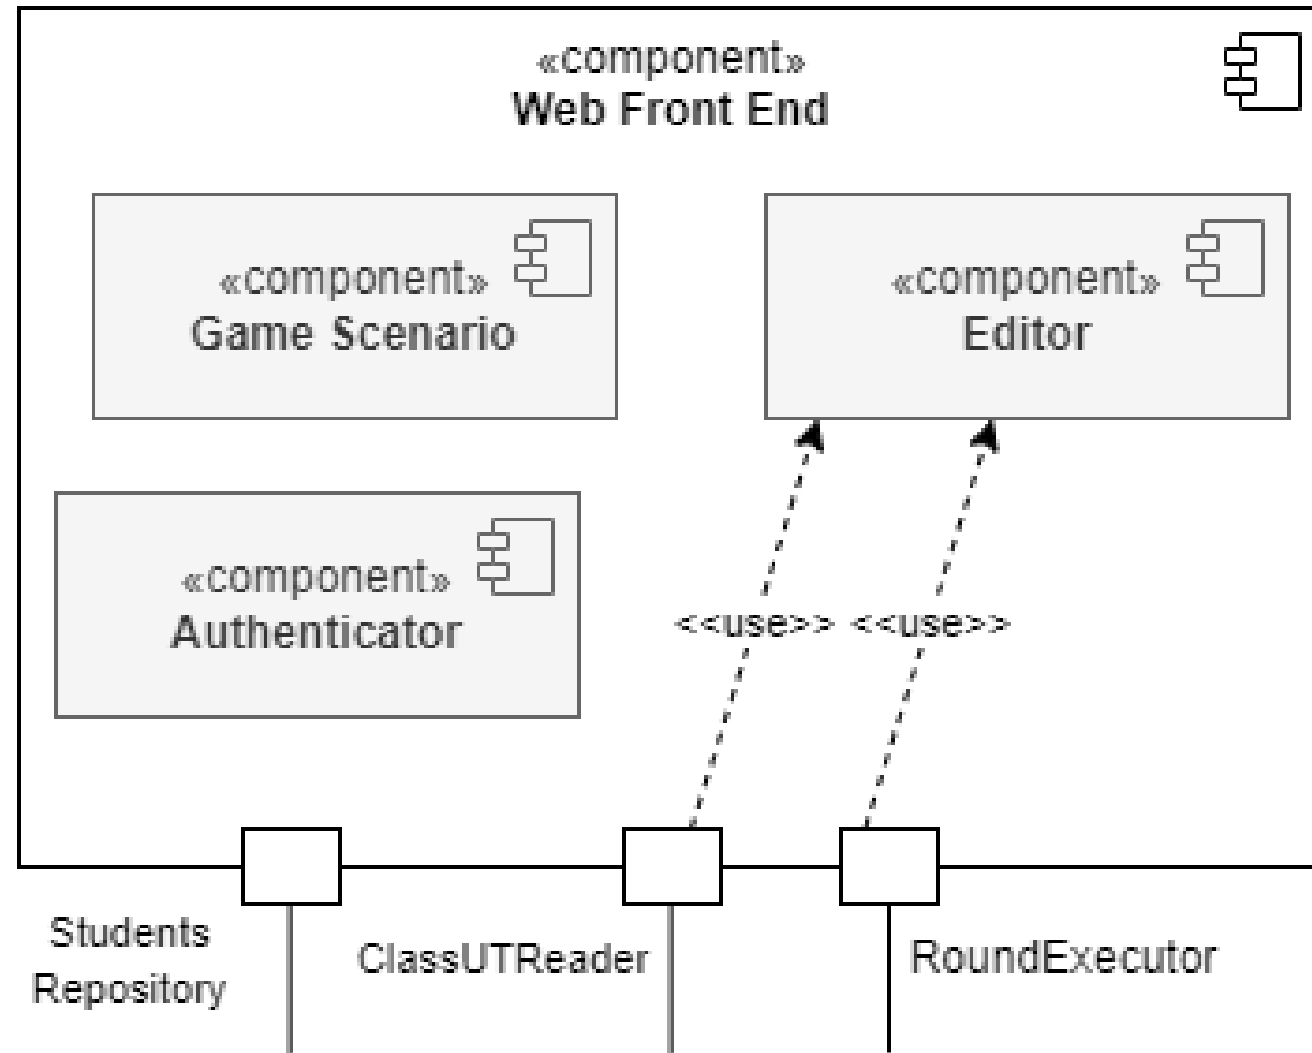 «component»
Web Front End
«component»
Game Scenario
«component»
Editor
«component»
Authenticator
<<use>>
<<use>>
Students
Repository
ClassUTReader
RoundExecutor